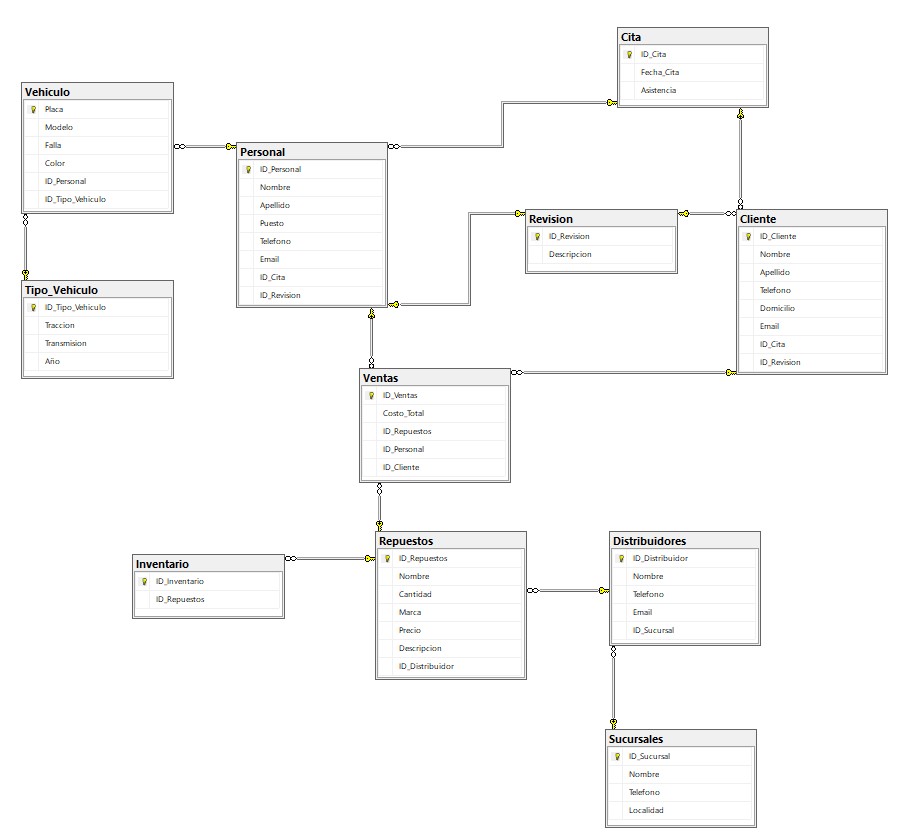 Cita
ID_Cita
Fecha_Cita
Asistencia
Vehiculo
Placa
Modelo
Falla
Color
ID_Personal
ID_Tipo_Vehiculo
Personal
ID_Personal
Nombre
Apellido
Puesto
Telefono
Email
ID_Cita
ID_Revision
Revision
ID_Revision
Descripcion
Cliente
ID_Cliente
Nombre
Apellido
Telefono
Domicilio
Email
ID_Cita
ID_Revision
Tipo_Vehiculo
ID_Tipo_Vehiculo
Traccion
Transmision
Año
Ventas
ID_Ventas
Costo_Total
ID_Repuestos
ID_Personal
ID_Cliente
Inventario
ID_Inventario
ID_Repuestos
Repuestos
ID_Repuestos
Nombre
Cantidad
Marca
Precio
Descripcion
ID_Distribuidor
Distribuidores
ID_Distribuidor
Nombre
Telefono
Email
ID_Sucursal
Sucursales
ID_Sucursal
Nombre
Telefono
Localidad